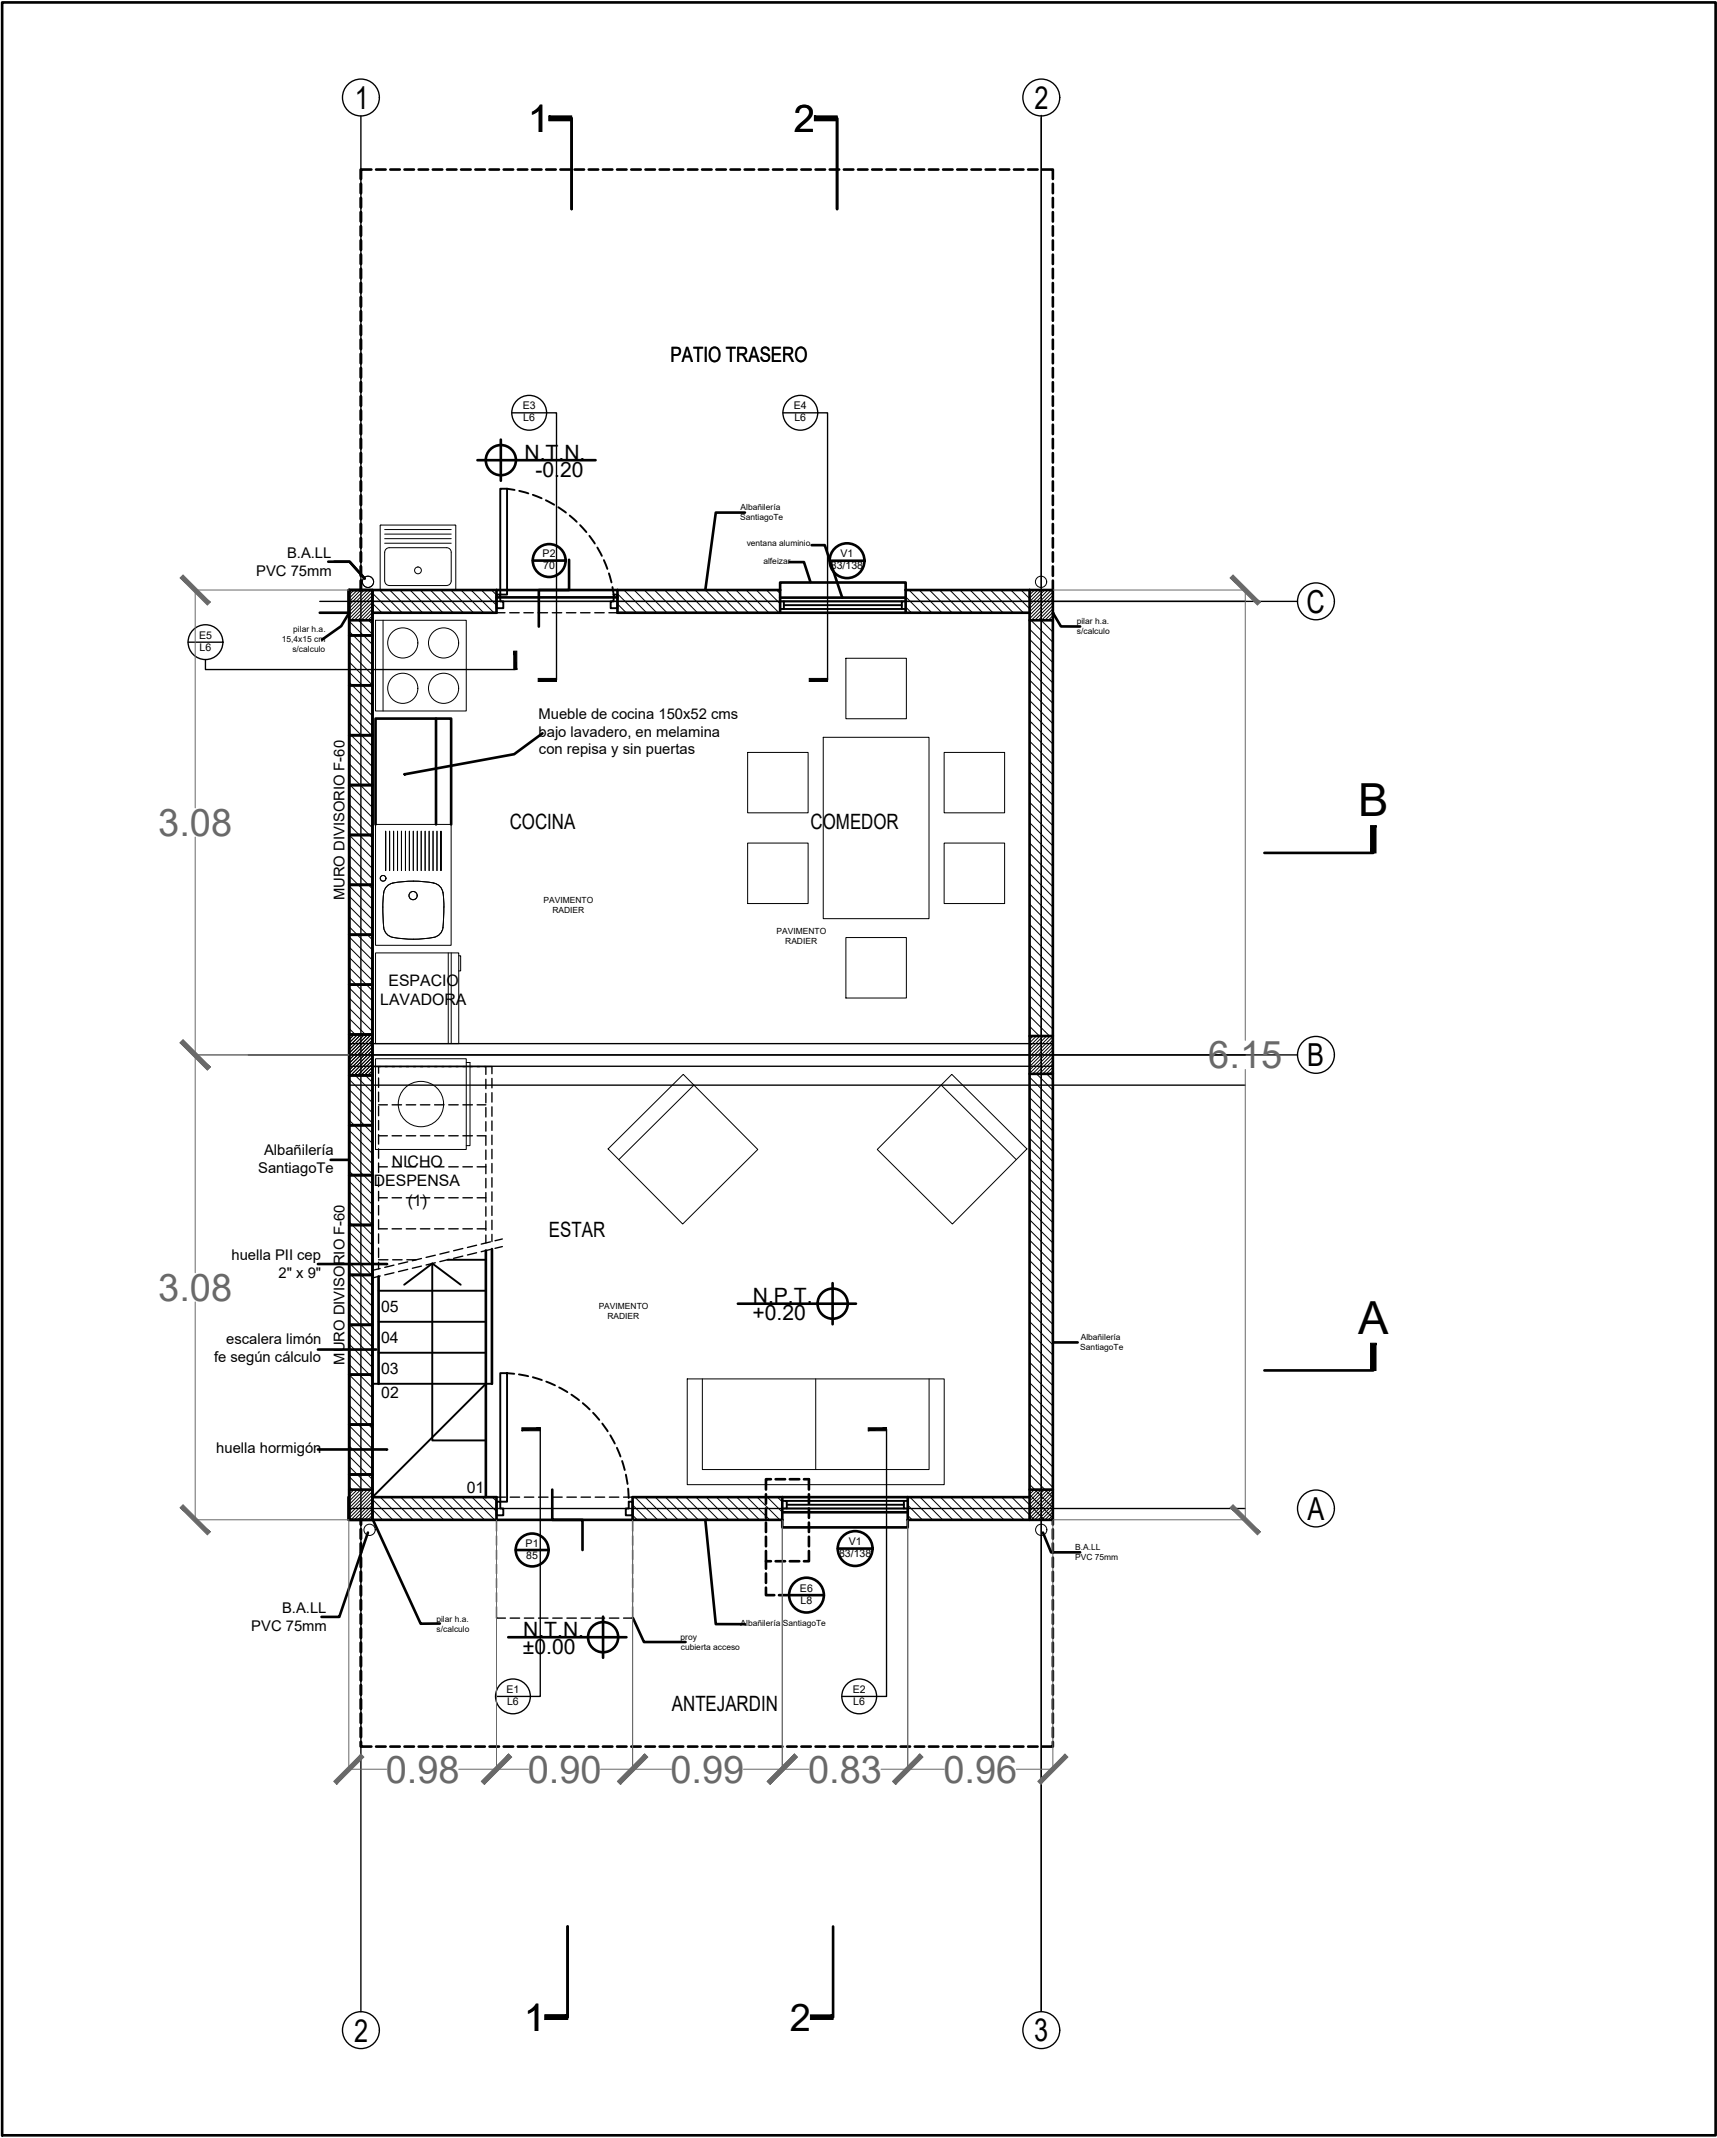 1
2
1
2
PATIO TRASERO
E3
L6
E4
L6
N.T.N.
-0.20
Albañilería
SantiagoTe
ventana aluminio
alfeizar
P2
70
V1
83/138
B.A.LL
PVC 75mm
C
pilar h.a.
15,4x15 cm
s/calculo
E5
L6
pilar h.a.
s/calculo
Mueble de cocina 150x52 cms
bajo lavadero, en melamina
con repisa y sin puertas
MURO DIVISORIO F-60
3.08
COCINA
COMEDOR
B
PAVIMENTO
RADIER
PAVIMENTO
RADIER
ESPACIO
LAVADORA
6.15
B
Albañilería
SantiagoTe
NICHO
DESPENSA
(1)
ESTAR
MURO DIVISORIO F-60
huella PII cep
2" x 9"
3.08
N.P.T.
+0.20
PAVIMENTO
RADIER
05
04
03
02
01
escalera limón
fe según cálculo
A
Albañilería
SantiagoTe
huella hormigón
A
P1
85
V1
83/138
B.A.LL
PVC 75mm
E6
L8
B.A.LL
PVC 75mm
pilar h.a.
s/calculo
N.T.N.
±0.00
proy
cubierta acceso
Albañilería SantiagoTe
E1
L6
E2
L6
ANTEJARDIN
0.98
0.90
0.99
0.83
0.96
1
2
2
3